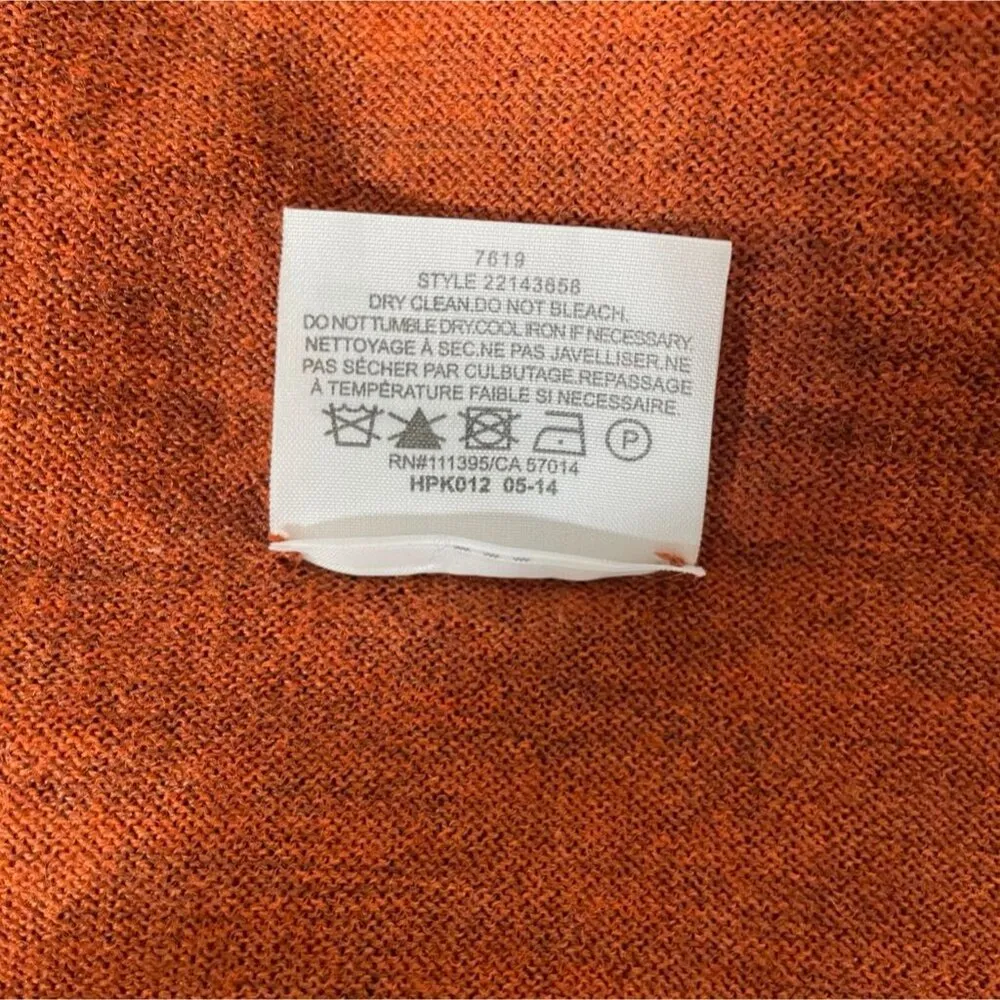 7619
STYLE 22143658
DRY CLEAN.DO NOT BLEACH.
DO NOT TUMBLE DRY.COOL IRON IF NECESSARY.
NETTOYAGE À SEC.NE PAS JAVELLISER.NE
PAS SÉCHER PAR CULBUTAGE.REPASSAGE
À TEMPÉRATURE FAIBLE SI NECESSAIRE.
P
RN#111395/CA 57014
HPK012 05-14